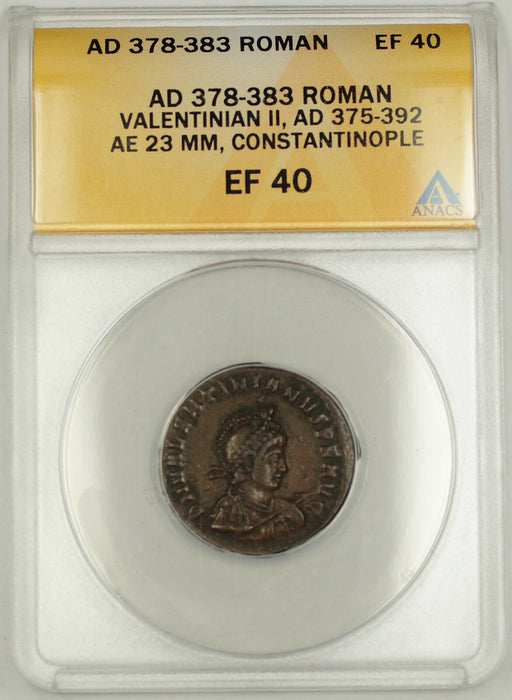 AD 378-383 ROMAN EF 40
AD 378-383 ROMAN
VALENTINIAN II, AD 375-392
AE 23 MM, CONSTANTINOPLE
EF 40
ANACS
DNVALENTINIANVSPFAVG